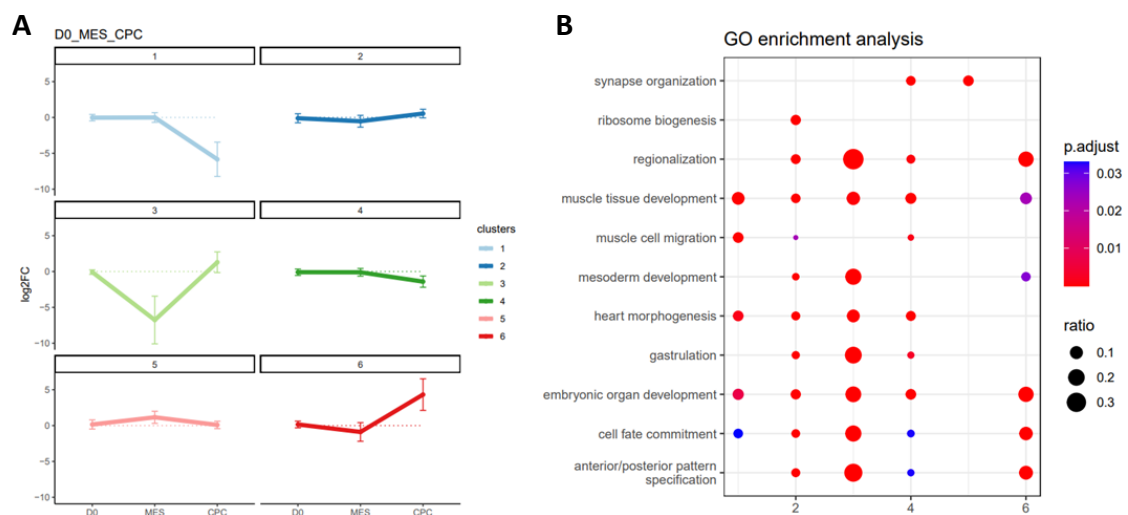 A
D0_MES_CPC
1
2
5
0
−5
−10
3
4
5
0
−5
−10
5
6
5
0
−5
−10
log2FC
D0
MES
CPC
D0
MES
CPC
clusters
1
2
3
4
5
6
B
GO enrichment analysis
synapse organization
ribosome biogenesis
regionalization
muscle tissue development
muscle cell migration
mesoderm development
heart morphogenesis
gastrulation
embryonic organ development
cell fate commitment
anterior/posterior pattern
specification
2
4
6
p.adjust
0.03
0.02
0.01
ratio
0.1
0.2
0.3